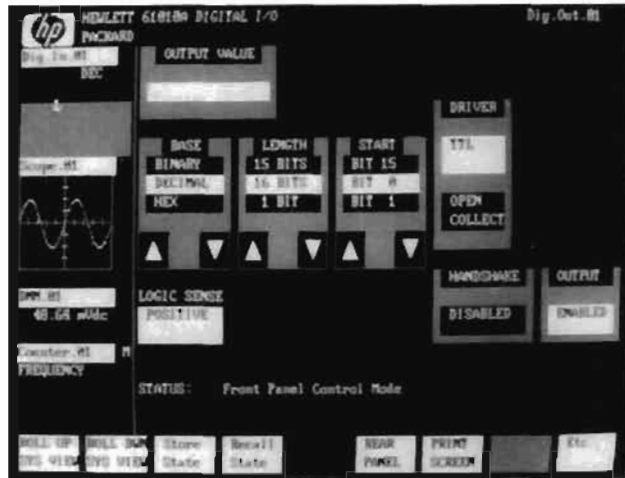 hp HEWLETT PACKARD
61010A DIGITAL I/O
Dig.Out.01
Dig.In.01
DEC
Scope.01
DMM.01
48.64 mVdc
Counter.01 M
FREQUENCY
OUTPUT VALUE
BASE
BINARY
DECIMAL
HEX
LENGTH
15 BITS
16 BITS
1 BIT
START
BIT 15
BIT 0
BIT 1
DRIVER
TTL
OPEN
COLLECT
LOGIC SENSE
POSITIVE
HANDSHAKE
DISABLED
OUTPUT
ENABLED
STATUS: Front Panel Control Mode
ROLL UP
SYS VIEW
ROLL DWN
SYS VIEW
Store
State
Recall
State
REAR
PANEL
PRINT
SCREEN
Etc